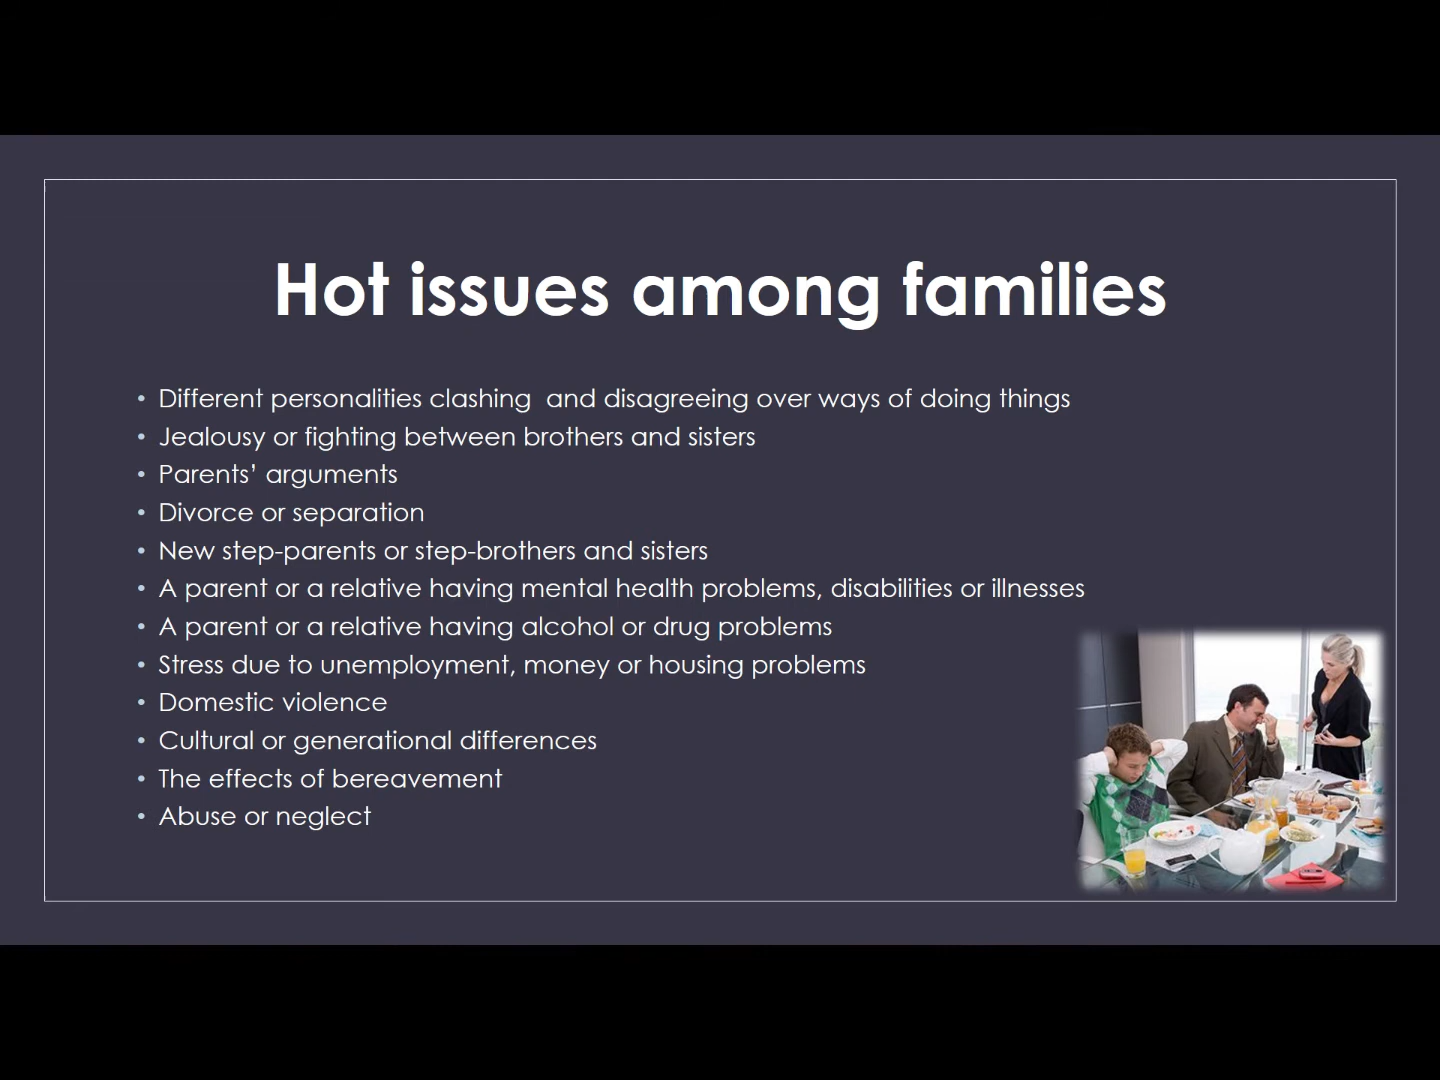 Hot issues among families
• Different personalities clashing  and disagreeing over ways of doing things
• Jealousy or fighting between brothers and sisters
• Parents’ arguments
• Divorce or separation
• New step-parents or step-brothers and sisters
• A parent or a relative having mental health problems, disabilities or illnesses
• A parent or a relative having alcohol or drug problems
• Stress due to unemployment, money or housing problems
• Domestic violence
• Cultural or generational differences
• The effects of bereavement
• Abuse or neglect